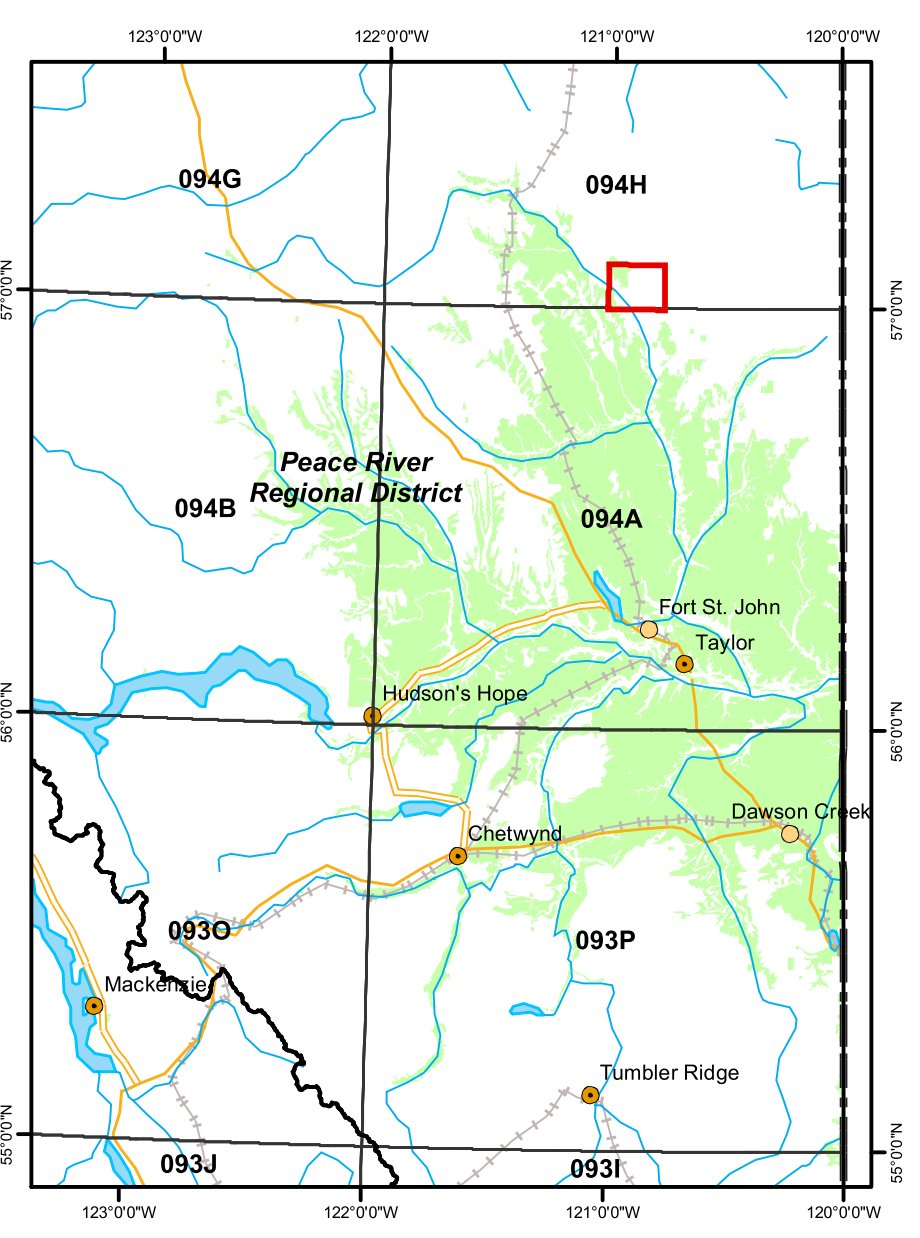 123°0'0"W
122°0'0"W
121°0'0"W
120°0'0"W
094G
094H
57°0'0"N
57°0'0"N
Peace River
Regional District
094B
094A
Fort St. John
Taylor
Hudson's Hope
56°0'0"N
56°0'0"N
Dawson Creek
Chetwynd
093O
093P
Mackenzie
Tumbler Ridge
55°0'0"N
55°0'0"N
093J
093I
123°0'0"W
122°0'0"W
121°0'0"W
120°0'0"W